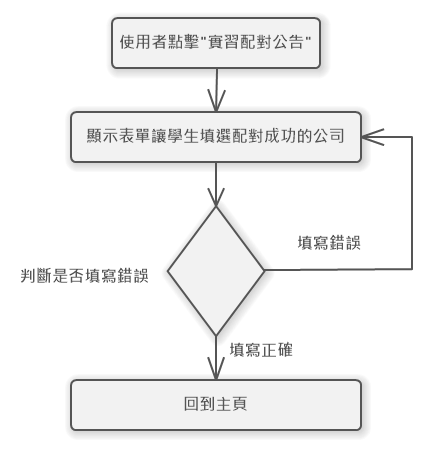 使用者點擊"實習配對公告"
顯示表單讓學生填選配對成功的公司
填寫錯誤
判斷是否填寫錯誤
填寫正確
回到主頁